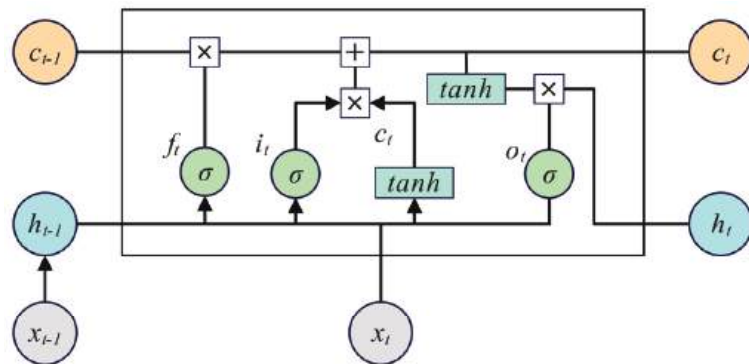 c_{t-1} × + c_t
tanh ×
×
f_t i_t c_t o_t
σ σ tanh σ
h_{t-1} h_t
x_{t-1} x_t